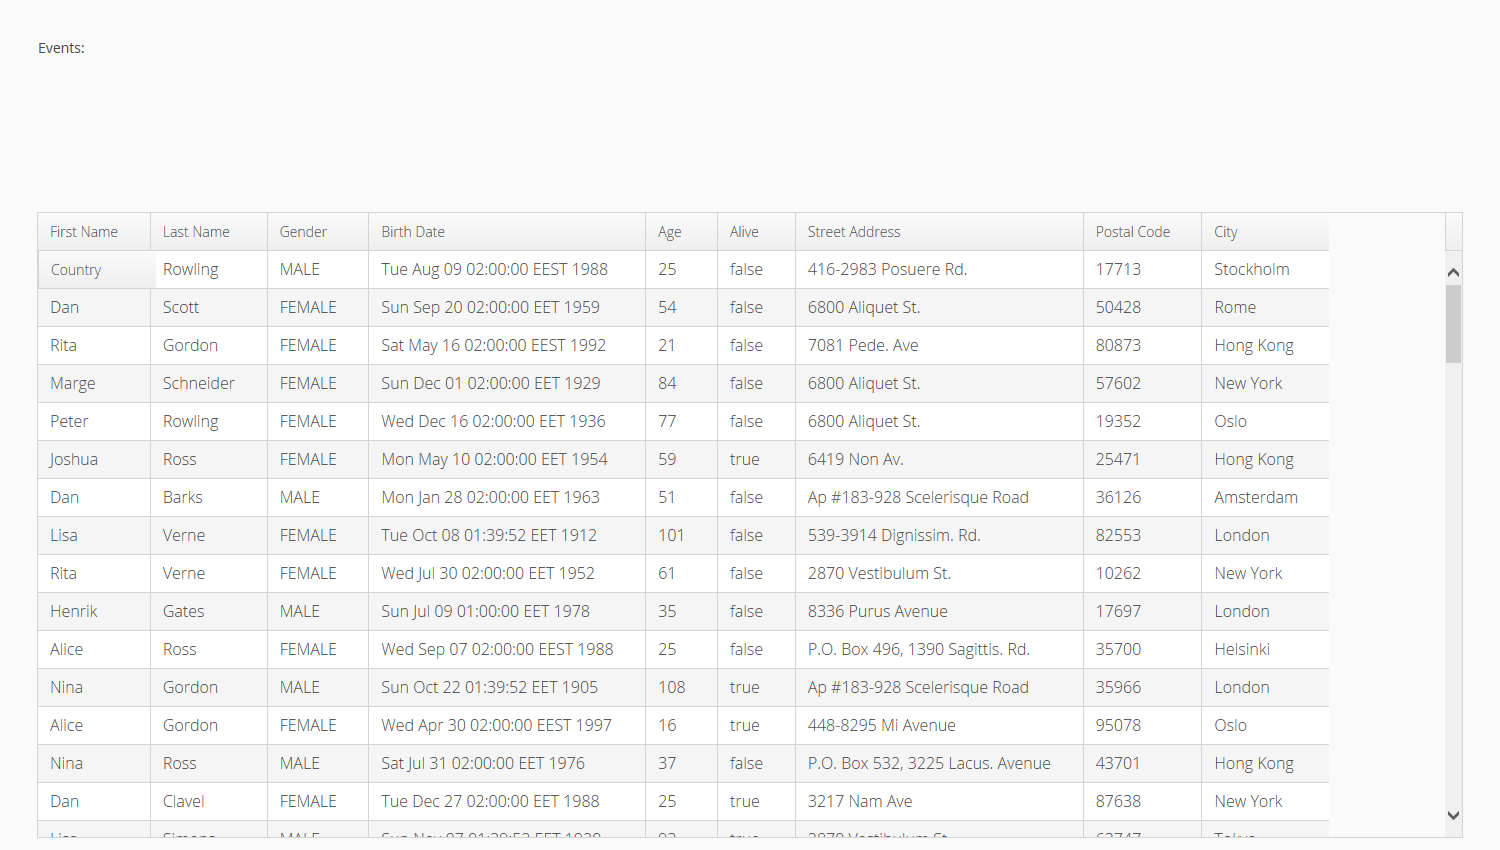 Events:
First Name Last Name Gender Birth Date Age Alive Street Address Postal Code City
Country Rowling MALE Tue Aug 09 02:00:00 EEST 1988 25 false 416-2983 Posuere Rd. 17713 Stockholm
Dan Scott FEMALE Sun Sep 20 02:00:00 EET 1959 54 false 6800 Aliquet St. 50428 Rome
Rita Gordon FEMALE Sat May 16 02:00:00 EEST 1992 21 false 7081 Pede. Ave 80873 Hong Kong
Marge Schneider FEMALE Sun Dec 01 02:00:00 EET 1929 84 false 6800 Aliquet St. 57602 New York
Peter Rowling FEMALE Wed Dec 16 02:00:00 EET 1936 77 false 6800 Aliquet St. 19352 Oslo
Joshua Ross FEMALE Mon May 10 02:00:00 EET 1954 59 true 6419 Non Av. 25471 Hong Kong
Dan Barks MALE Mon Jan 28 02:00:00 EET 1963 51 false Ap #183-928 Scelerisque Road 36126 Amsterdam
Lisa Verne FEMALE Tue Oct 08 01:39:52 EET 1912 101 false 539-3914 Dignissim. Rd. 82553 London
Rita Verne FEMALE Wed Jul 30 02:00:00 EET 1952 61 false 2870 Vestibulum St. 10262 New York
Henrik Gates MALE Sun Jul 09 01:00:00 EET 1978 35 false 8336 Purus Avenue 17697 London
Alice Ross FEMALE Wed Sep 07 02:00:00 EEST 1988 25 false P.O. Box 496, 1390 Sagittis. Rd. 35700 Helsinki
Nina Gordon MALE Sun Oct 22 01:39:52 EET 1905 108 true Ap #183-928 Scelerisque Road 35966 London
Alice Gordon FEMALE Wed Apr 30 02:00:00 EEST 1997 16 true 448-8295 Mi Avenue 95078 Oslo
Nina Ross MALE Sat Jul 31 02:00:00 EET 1976 37 false P.O. Box 532, 3225 Lacus. Avenue 43701 Hong Kong
Dan Clavel FEMALE Tue Dec 27 02:00:00 EET 1988 25 true 3217 Nam Ave 87638 New York